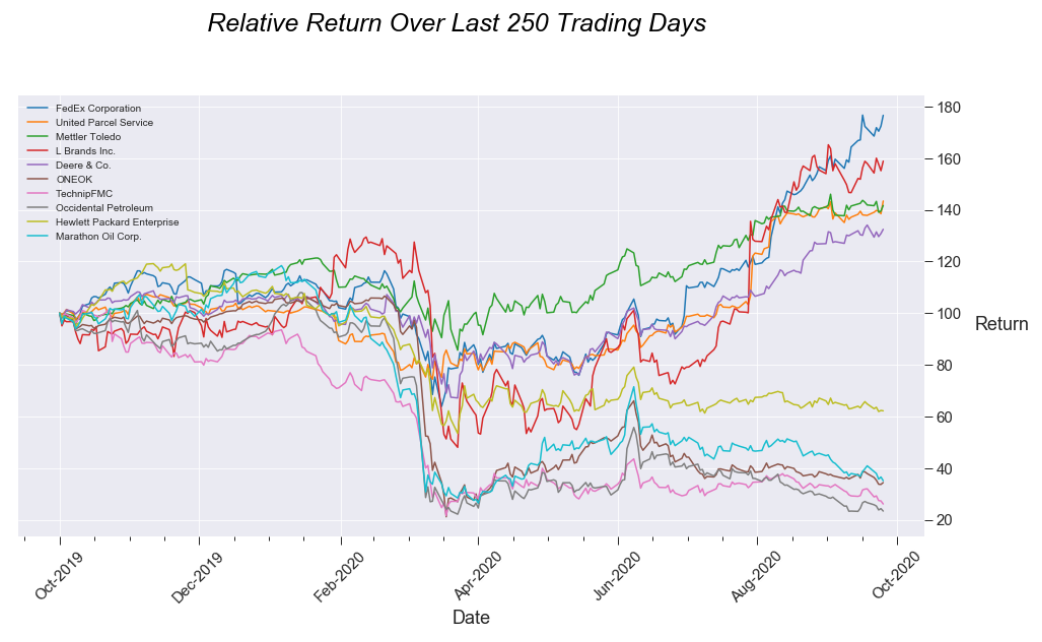 Relative Return Over Last 250 Trading Days
FedEx Corporation
United Parcel Service
Mettler Toledo
L Brands Inc.
Deere & Co.
ONEOK
TechnipFMC
Occidental Petroleum
Hewlett Packard Enterprise
Marathon Oil Corp.
180
160
140
120
100
80
60
40
20
Return
Oct-2019
Dec-2019
Feb-2020
Apr-2020
Jun-2020
Aug-2020
Oct-2020
Date